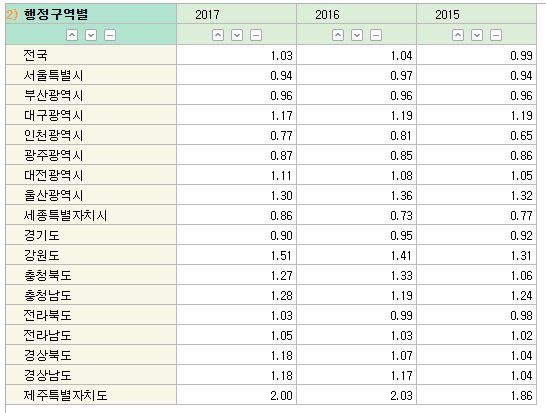 2) 행정구역별 2017 2016 2015
전국 1.03 1.04 0.99
서울특별시 0.94 0.97 0.94
부산광역시 0.96 0.96 0.96
대구광역시 1.17 1.19 1.19
인천광역시 0.77 0.81 0.65
광주광역시 0.87 0.85 0.86
대전광역시 1.11 1.08 1.05
울산광역시 1.30 1.36 1.32
세종특별자치시 0.86 0.73 0.77
경기도 0.90 0.95 0.92
강원도 1.51 1.41 1.31
충청북도 1.27 1.33 1.06
충청남도 1.28 1.19 1.24
전라북도 1.03 0.99 0.98
전라남도 1.05 1.03 1.02
경상북도 1.18 1.07 1.04
경상남도 1.18 1.17 1.04
제주특별자치도 2.00 2.03 1.86